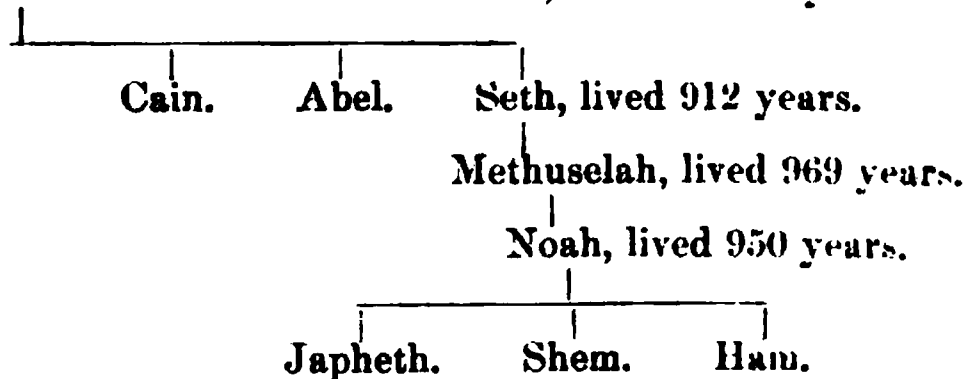 Cain. Abel. Seth, lived 912 years.
Methuselah, lived 969 years.
Noah, lived 950 years.
Japheth. Shem. Ham.